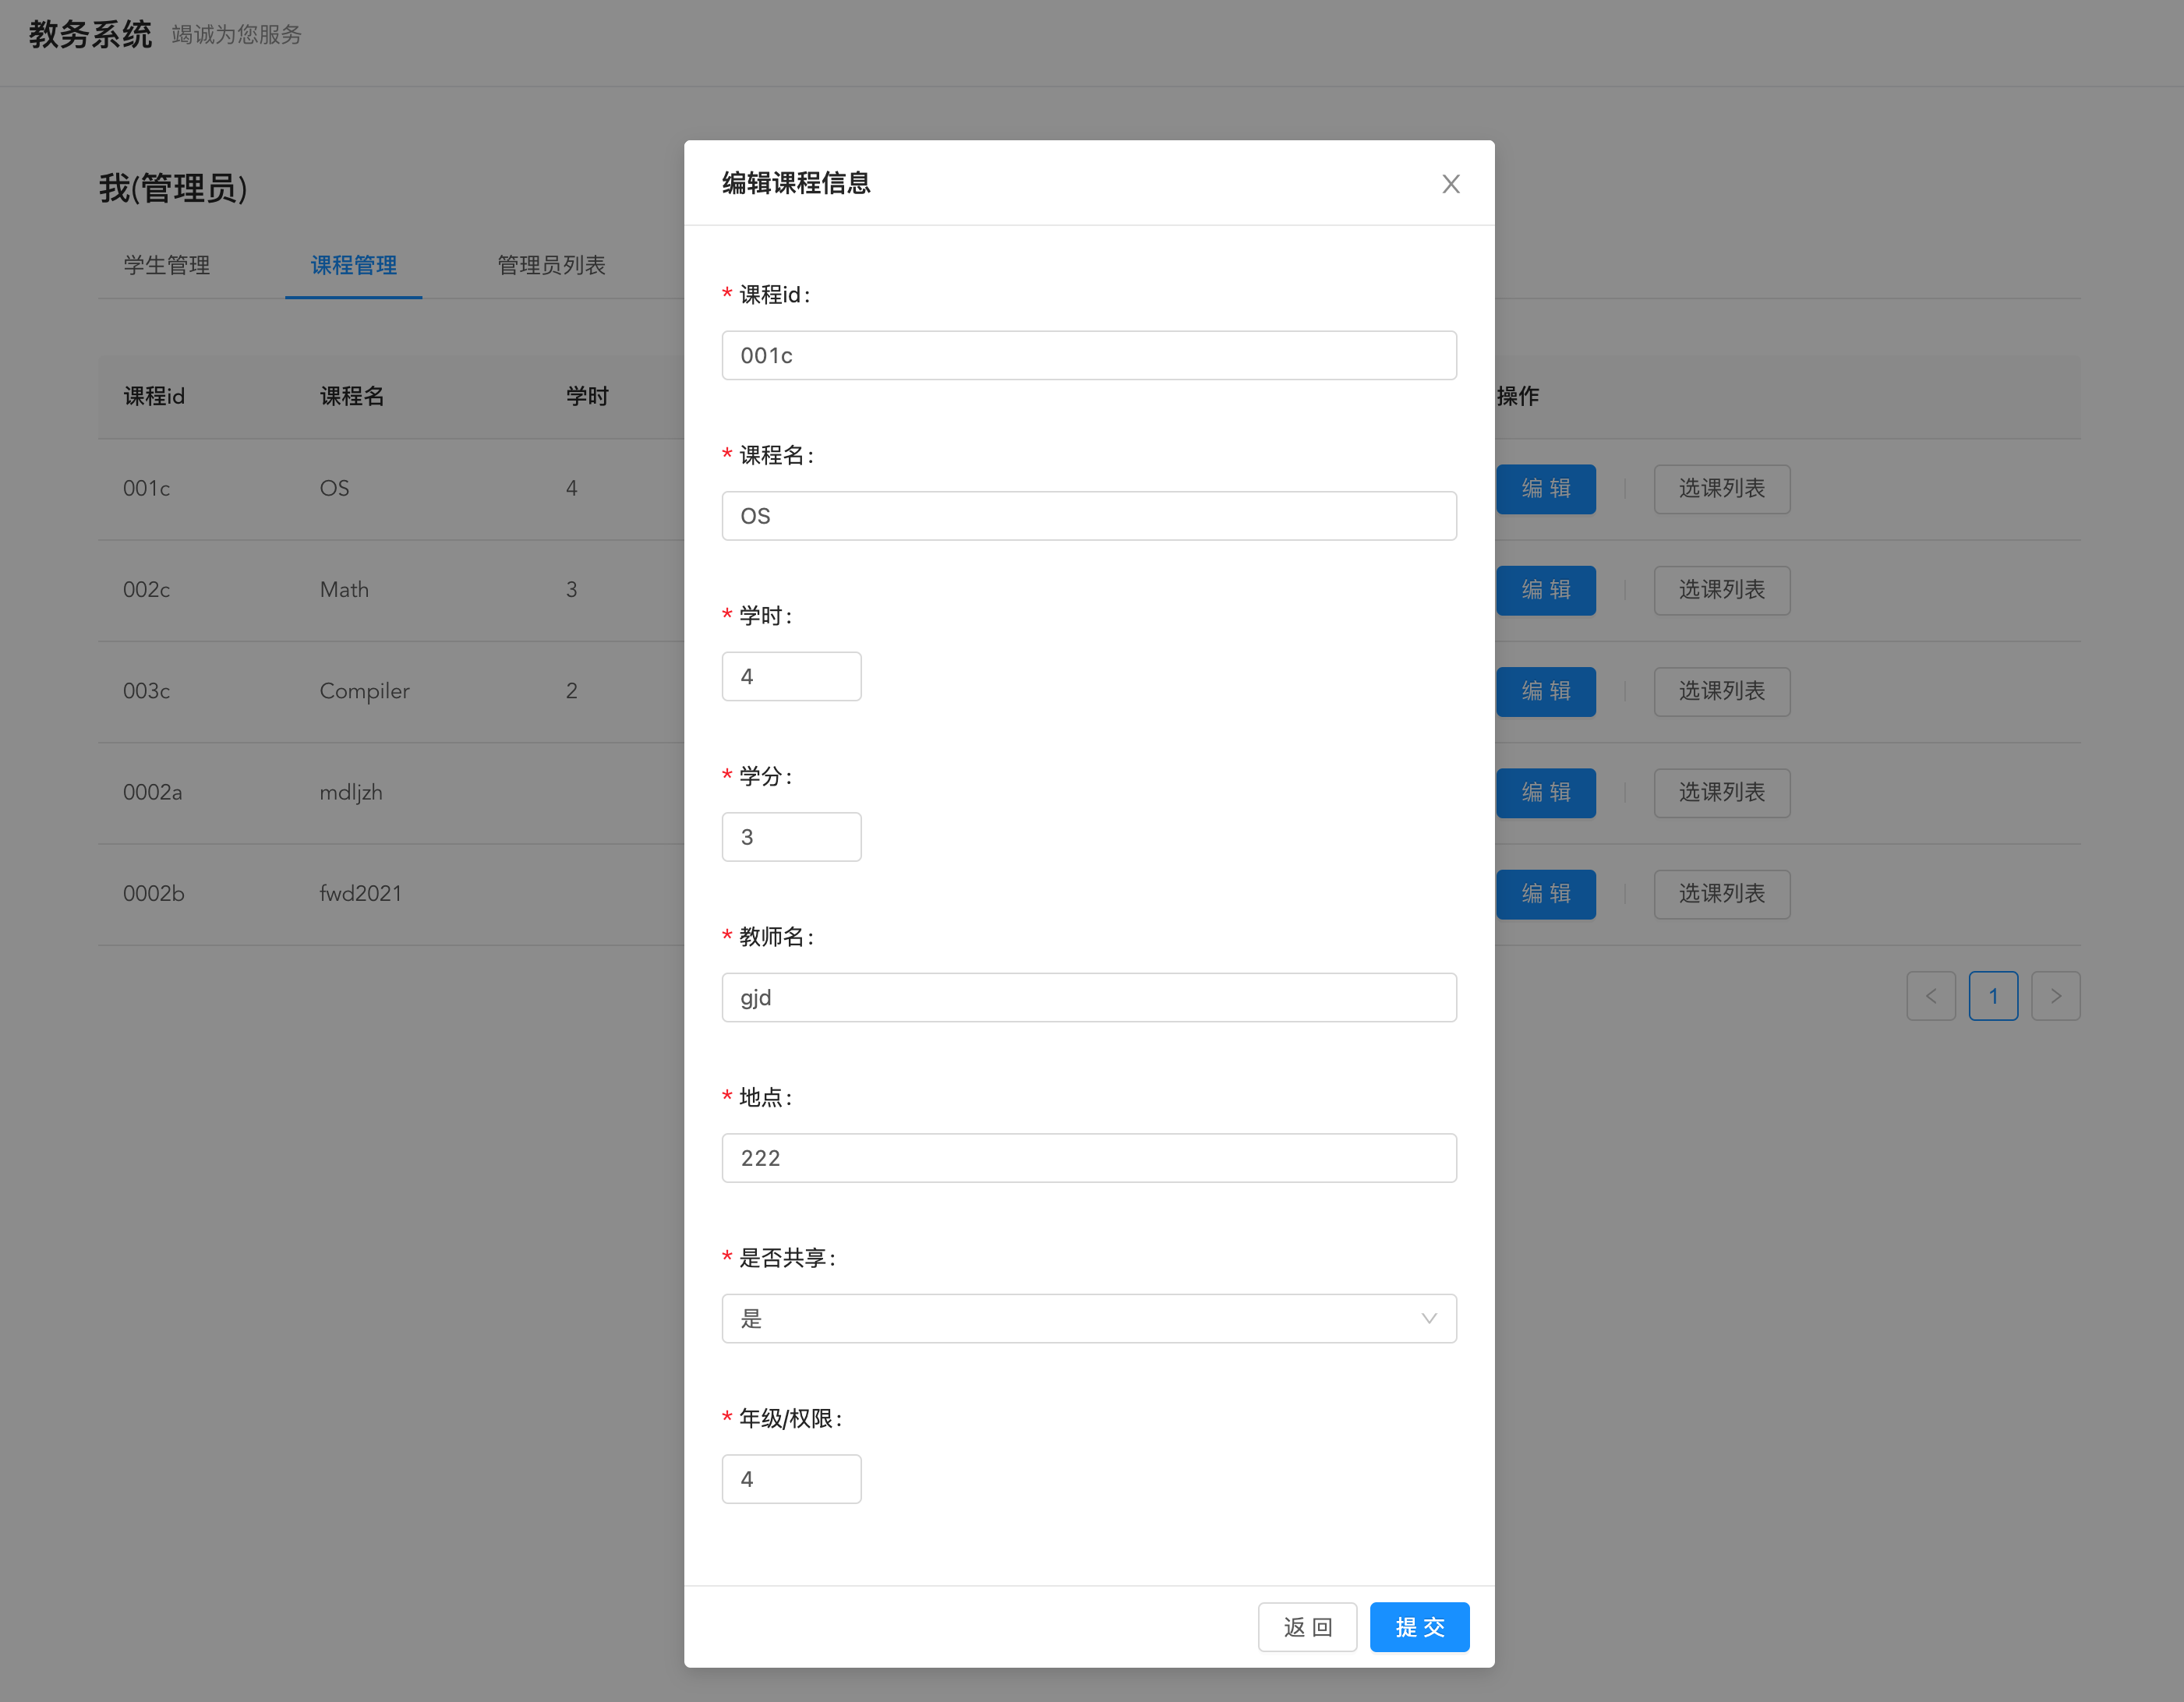 教务系统 竭诚为您服务
我(管理员)
学生管理 课程管理 管理员列表
课程id 课程名 学时 操作
001c OS 4 编 辑 选课列表
002c Math 3 编 辑 选课列表
003c Compiler 2 编 辑 选课列表
0002a mdljzh 编 辑 选课列表
0002b fwd2021 编 辑 选课列表
< 1 >
编辑课程信息
* 课程id:
001c
* 课程名:
OS
* 学时:
4
* 学分:
3
* 教师名:
gjd
* 地点:
222
* 是否共享:
是
* 年级/权限:
4
返 回 提 交